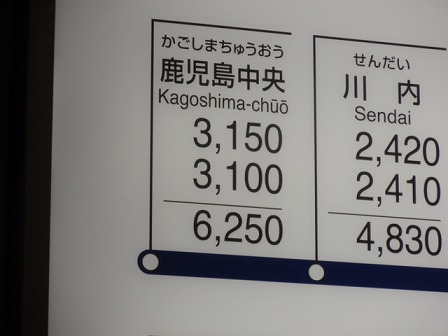 かごしまちゅうおう
鹿児島中央
Kagoshima-chūō
3,150
3,100
6,250
せんだい
川内
Sendai
2,420
2,410
4,830